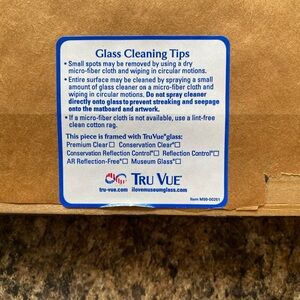 Glass Cleaning Tips
• Small spots may be removed by using a dry
micro-fiber cloth and wiping in circular motions.
• Entire surface may be cleaned by spraying a small
amount of glass cleaner on a micro-fiber cloth and
wiping in circular motions. Do not spray cleaner
directly onto glass to prevent streaking and seepage
onto the matboard and artwork.
• If a micro-fiber cloth is not available, use a lint-free
clean cotton rag.
This piece is framed with Tru Vue® glass:
Premium Clear □ Conservation Clear® □
Conservation Reflection Control® □ Reflection Control® □
AR Reflection-Free® □ Museum Glass® □
TRU VUE®
tru-vue.com ilovemuseumglass.com
Item M99-00261